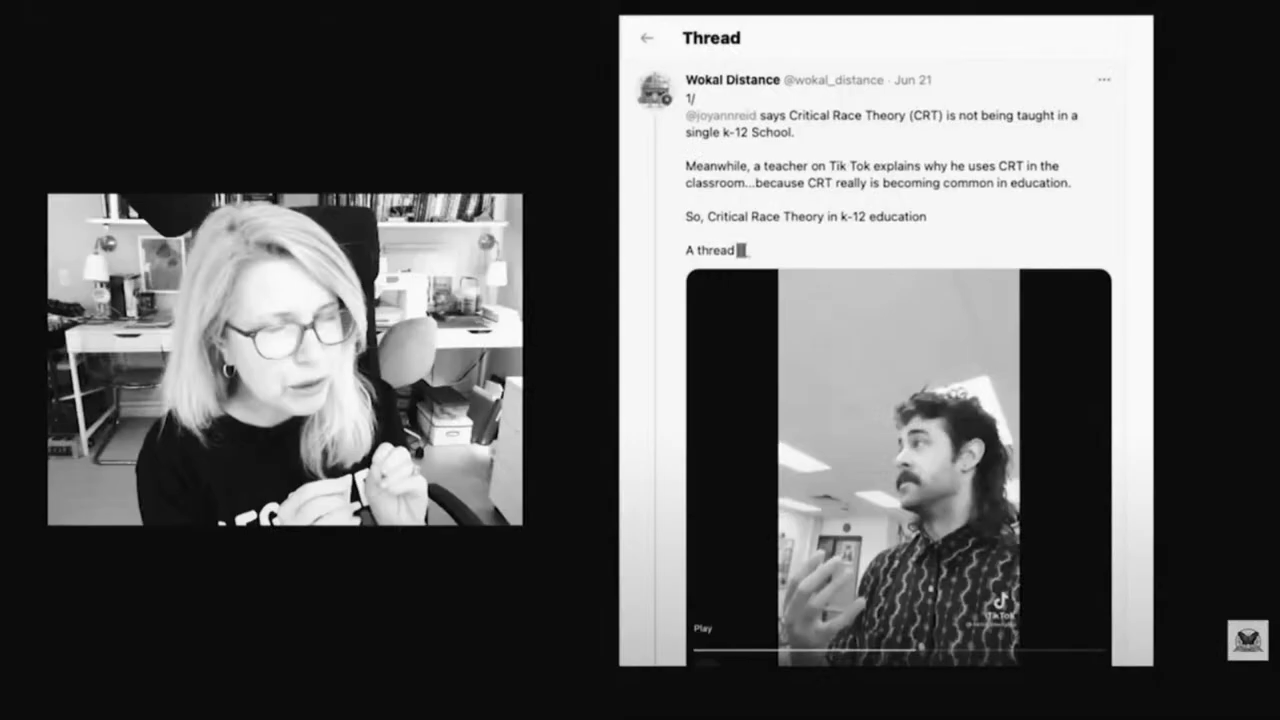 Thread
Wokal Distance @wokal_distance · Jun 21
1/
@joyannreid says Critical Race Theory (CRT) is not being taught in a
single k-12 School.
Meanwhile, a teacher on Tik Tok explains why he uses CRT in the
classroom...because CRT really is becoming common in education.
So, Critical Race Theory in k-12 education
A thread
Play
TikTok